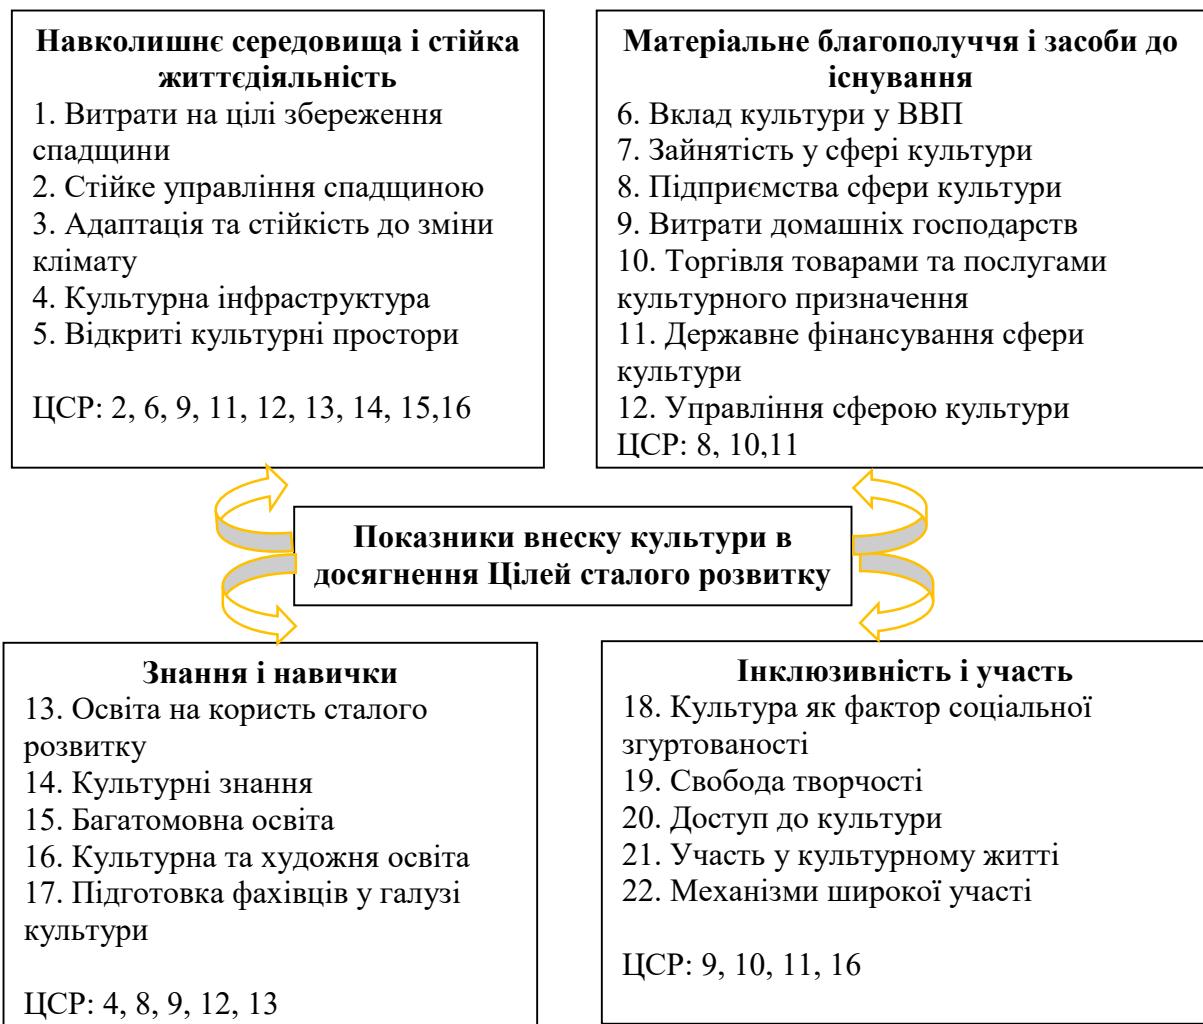 Навколишнє середовища і стійка
життєдіяльність
1. Витрати на цілі збереження
спадщини
2. Стійке управління спадщиною
3. Адаптація та стійкість до зміни
клімату
4. Культурна інфраструктура
5. Відкриті культурні простори
ЦСР: 2, 6, 9, 11, 12, 13, 14, 15,16
Матеріальне благополуччя і засоби до
існування
6. Вклад культури у ВВП
7. Зайнятість у сфері культури
8. Підприємства сфери культури
9. Витрати домашніх господарств
10. Торгівля товарами та послугами
культурного призначення
11. Державне фінансування сфери
культури
12. Управління сферою культури
ЦСР: 8, 10,11
Показники внеску культури в
досягнення Цілей сталого розвитку
Знання і навички
13. Освіта на користь сталого
розвитку
14. Культурні знання
15. Багатомовна освіта
16. Культурна та художня освіта
17. Підготовка фахівців у галузі
культури
ЦСР: 4, 8, 9, 12, 13
Інклюзивність і участь
18. Культура як фактор соціальної
згуртованості
19. Свобода творчості
20. Доступ до культури
21. Участь у культурному житті
22. Механізми широкої участі
ЦСР: 9, 10, 11, 16